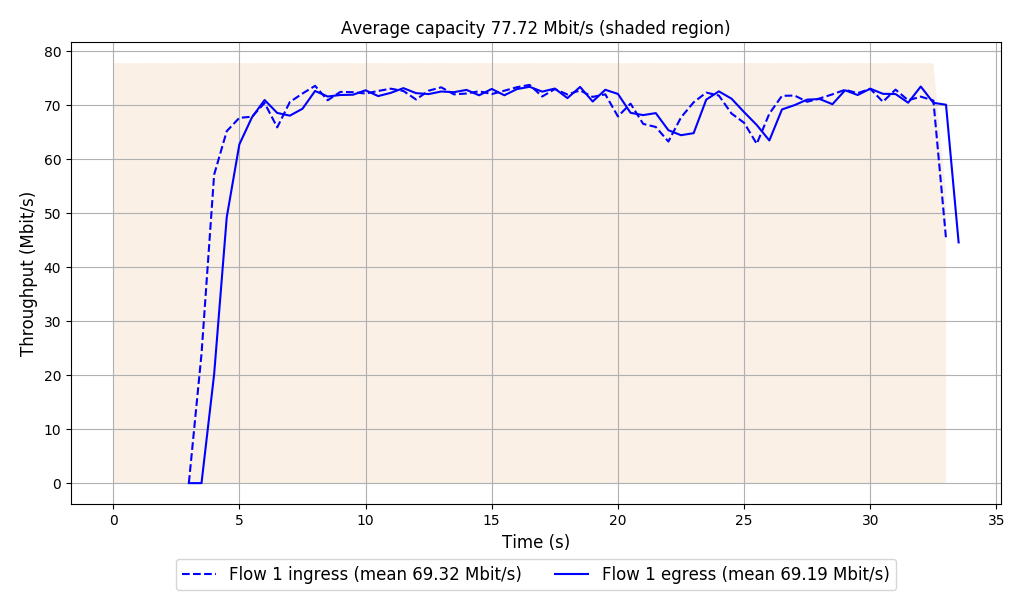 Average capacity 77.72 Mbit/s (shaded region)
Throughput (Mbit/s)
80
70
60
50
40
30
20
10
0
0 5 10 15 20 25 30 35
Time (s)
Flow 1 ingress (mean 69.32 Mbit/s) Flow 1 egress (mean 69.19 Mbit/s)